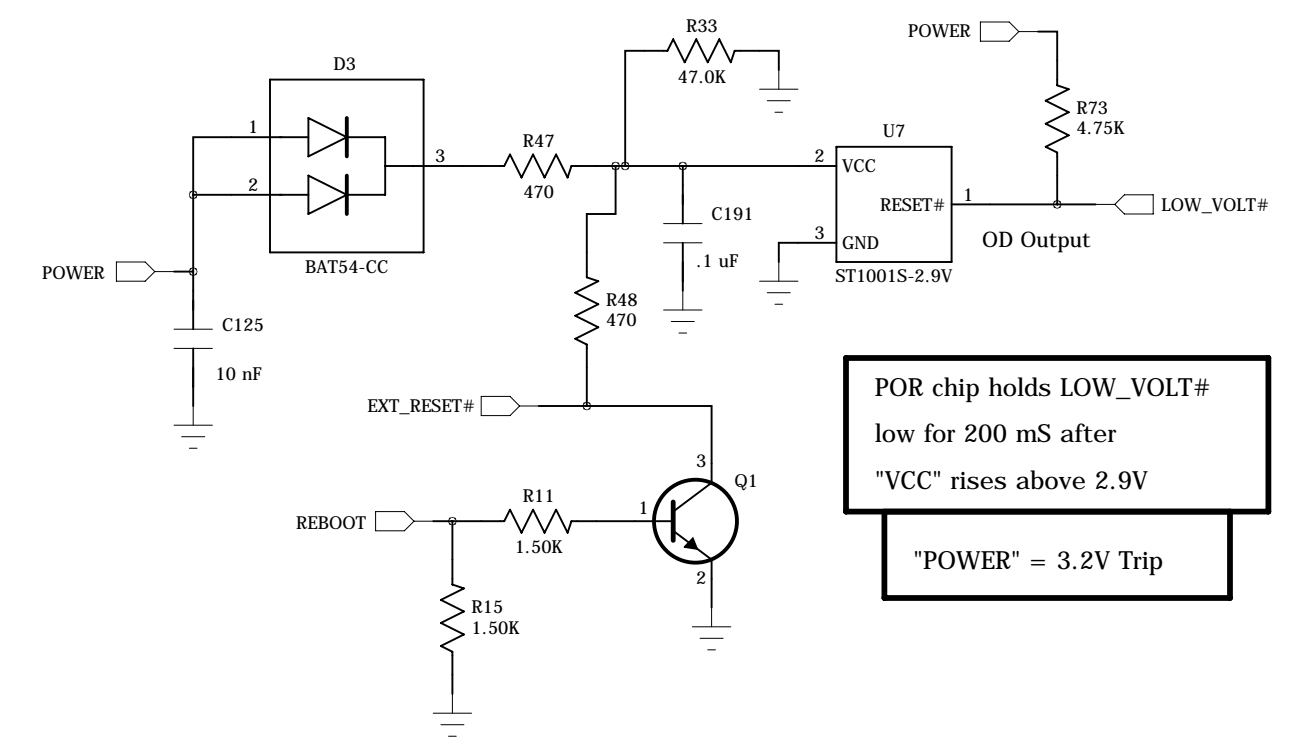 R33
47.0K
POWER
D3
1
2
3
BAT54-CC
R47
470
R73
4.75K
U7
2
VCC
RESET#
1
LOW_VOLT#
3
GND
OD Output
ST1001S-2.9V
C191
.1 uF
POWER
C125
10 nF
R48
470
EXT_RESET#
3
Q1
1
2
REBOOT
R11
1.50K
R15
1.50K
POR chip holds LOW_VOLT#
low for 200 mS after
"VCC" rises above 2.9V
"POWER" = 3.2V Trip